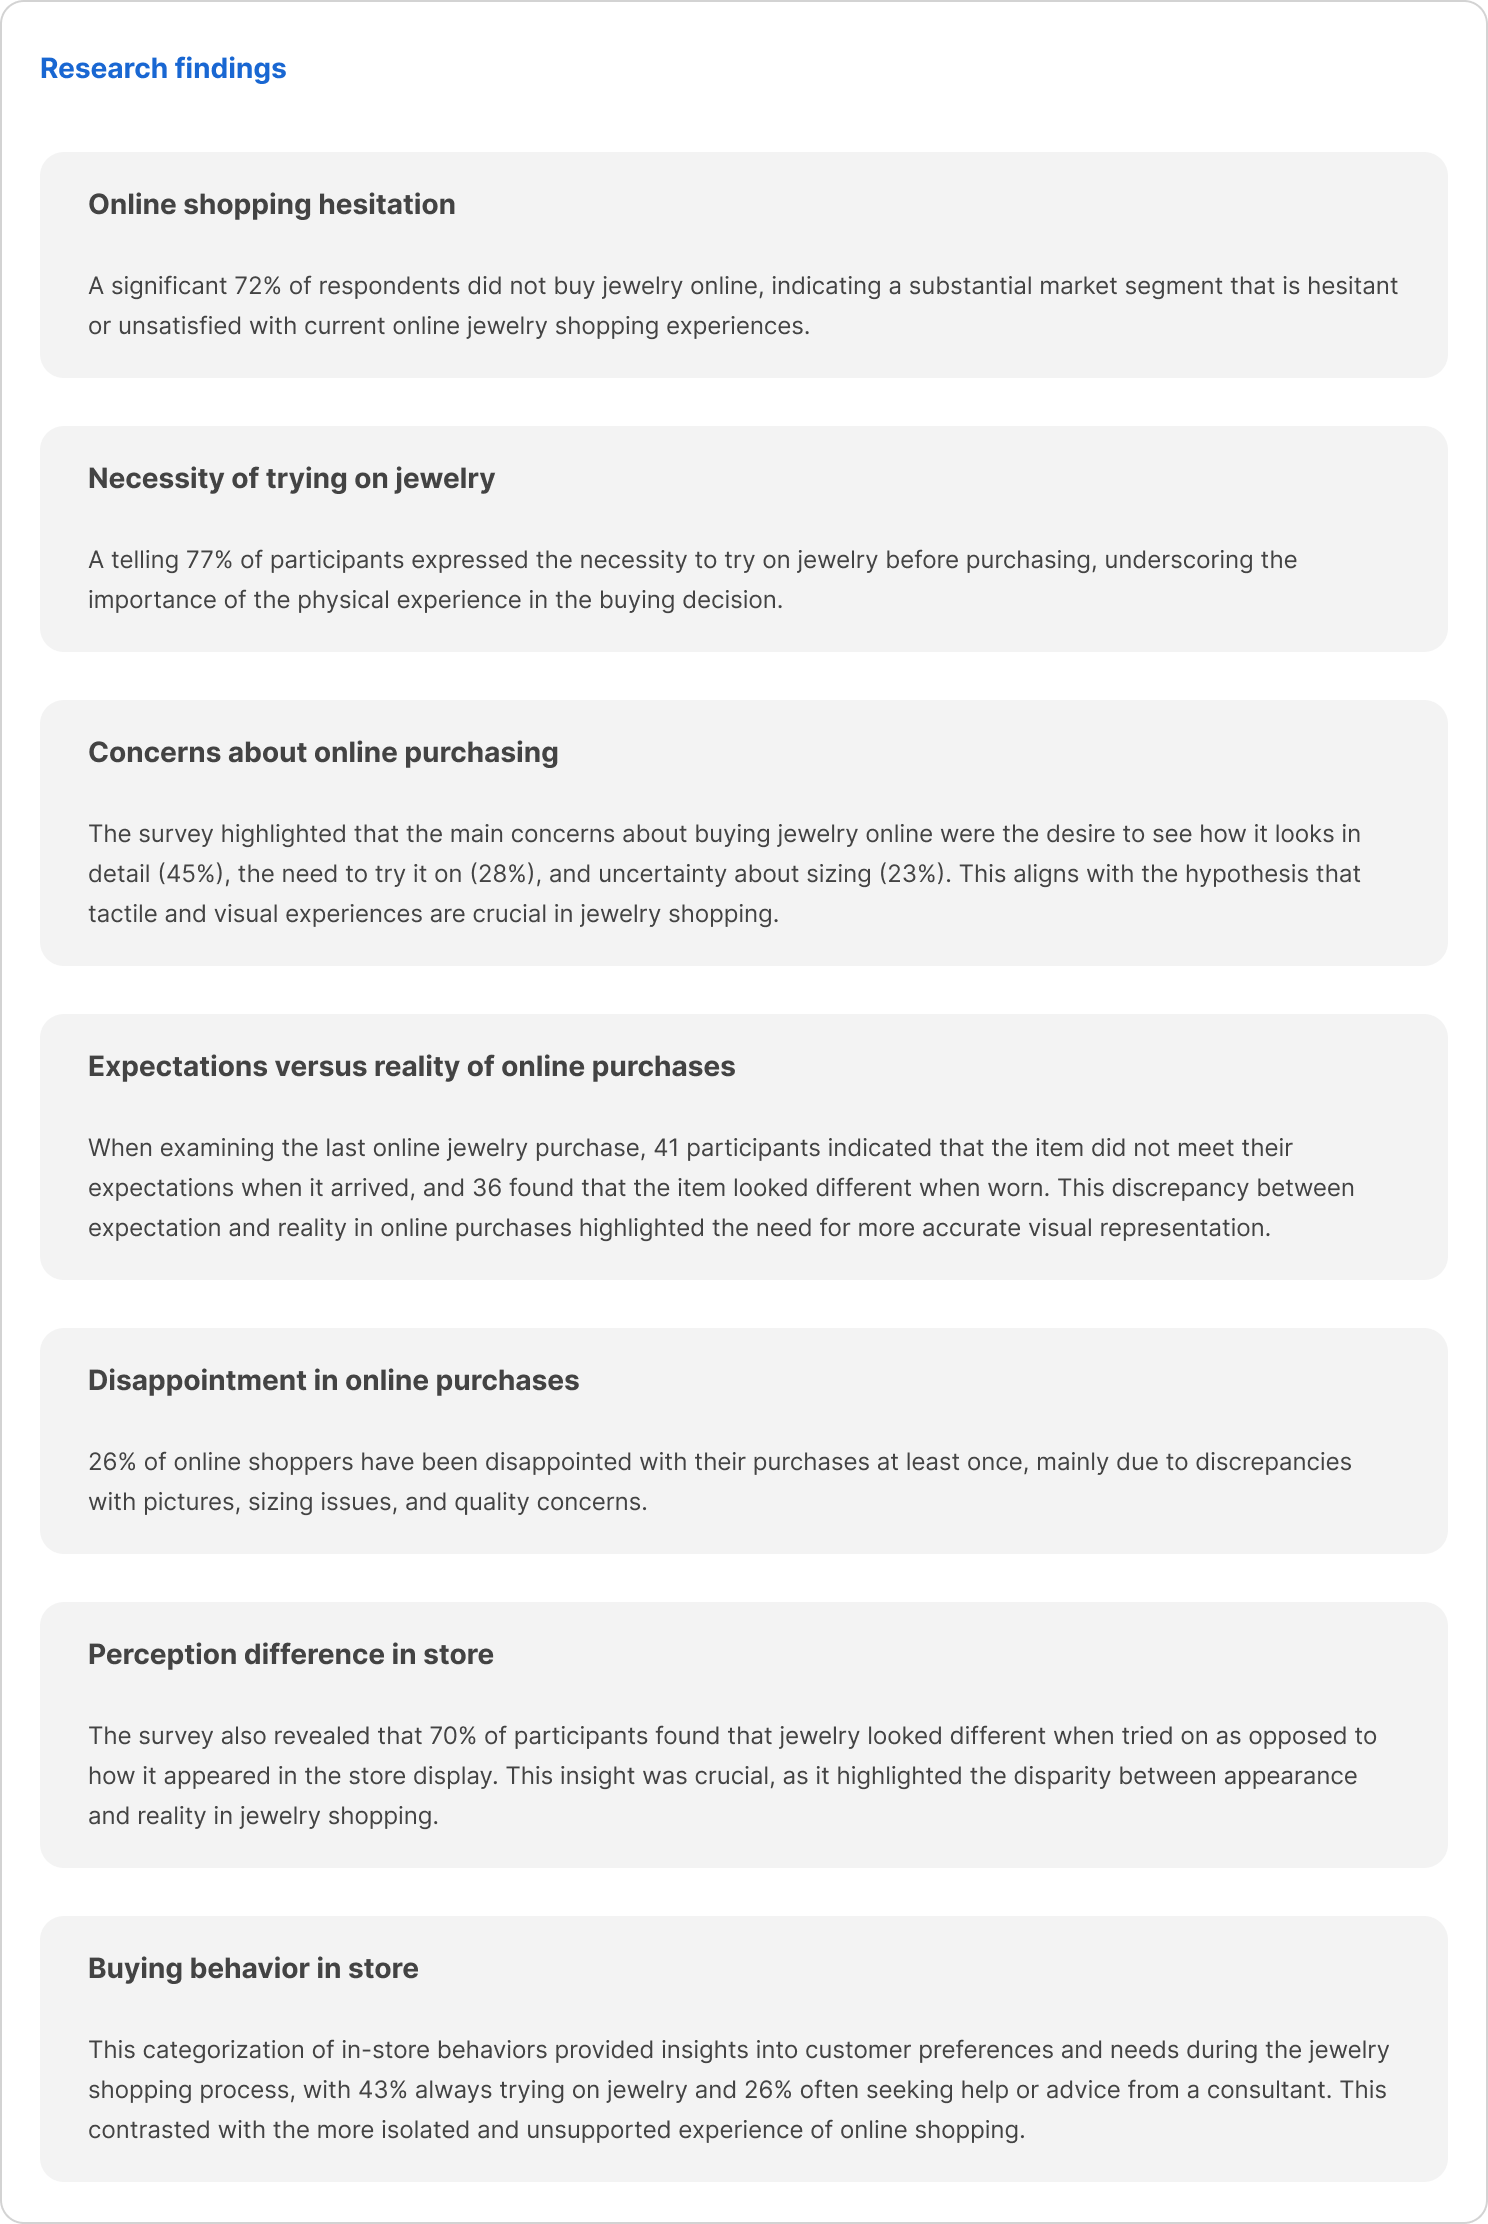 Research findings
Online shopping hesitation
A significant 72% of respondents did not buy jewelry online, indicating a substantial market segment that is hesitant
or unsatisfied with current online jewelry shopping experiences.
Necessity of trying on jewelry
A telling 77% of participants expressed the necessity to try on jewelry before purchasing, underscoring the
importance of the physical experience in the buying decision.
Concerns about online purchasing
The survey highlighted that the main concerns about buying jewelry online were the desire to see how it looks in
detail (45%), the need to try it on (28%), and uncertainty about sizing (23%). This aligns with the hypothesis that
tactile and visual experiences are crucial in jewelry shopping.
Expectations versus reality of online purchases
When examining the last online jewelry purchase, 41 participants indicated that the item did not meet their
expectations when it arrived, and 36 found that the item looked different when worn. This discrepancy between
expectation and reality in online purchases highlighted the need for more accurate visual representation.
Disappointment in online purchases
26% of online shoppers have been disappointed with their purchases at least once, mainly due to discrepancies
with pictures, sizing issues, and quality concerns.
Perception difference in store
The survey also revealed that 70% of participants found that jewelry looked different when tried on as opposed to
how it appeared in the store display. This insight was crucial, as it highlighted the disparity between appearance
and reality in jewelry shopping.
Buying behavior in store
This categorization of in-store behaviors provided insights into customer preferences and needs during the jewelry
shopping process, with 43% always trying on jewelry and 26% often seeking help or advice from a consultant. This
contrasted with the more isolated and unsupported experience of online shopping.